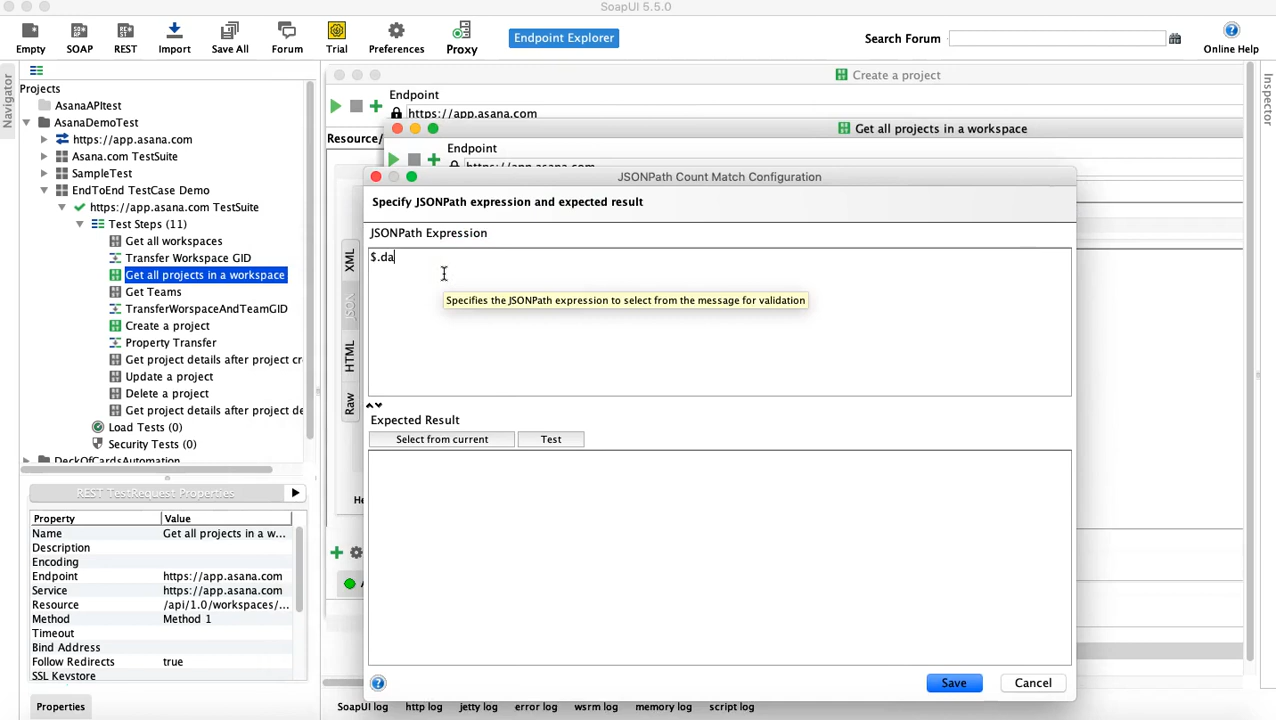 SoapUI 5.5.0
Empty SOAP REST Import Save All Forum Trial Preferences Proxy Endpoint Explorer Search Forum Online Help
Navigator
Inspector
Projects
AsanaAPItest
AsanaDemoTest
https://app.asana.com
Asana.com TestSuite
SampleTest
EndToEnd TestCase Demo
https://app.asana.com TestSuite
Test Steps (11)
Get all workspaces
Transfer Workspace GID
Get all projects in a workspace
Get Teams
TransferWorspaceAndTeamGID
Create a project
Property Transfer
Get project details after project cr
Update a project
Delete a project
Get project details after project de
Load Tests (0)
Security Tests (0)
DeckOfCardsAutomation
REST TestRequest Properties
Property Value
Name Get all projects in a w...
Description
Encoding
Endpoint https://app.asana.com
Service https://app.asana.com
Resource /api/1.0/workspaces/...
Method Method 1
Timeout
Bind Address
Follow Redirects true
SSL Keystore
Properties
Create a project
Endpoint
https://app.asana.com
Resource/
Get all projects in a workspace
Endpoint
https://app.asana.com
JSONPath Count Match Configuration
Specify JSONPath expression and expected result
JSONPath Expression
$.da
Specifies the JSONPath expression to select from the message for validation
XML
JSON
HTML
Raw
Expected Result
Select from current Test
He
A
Save Cancel
SoapUI log http log jetty log error log wsrm log memory log script log